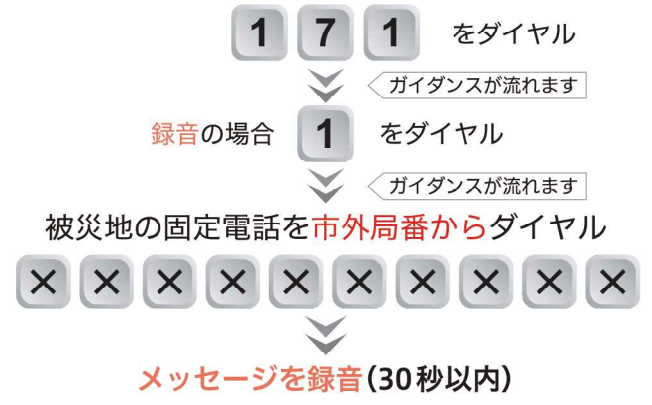 171をダイヤル
ガイダンスが流れます
録音の場合 1 をダイヤル
ガイダンスが流れます
被災地の固定電話を市外局番からダイヤル
××××××××××
メッセージを録音(30秒以内)